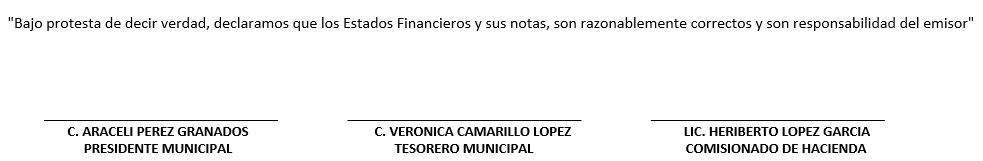 "Bajo protesta de decir verdad, declaramos que los Estados Financieros y sus notas, son razonablemente correctos y son responsabilidad del emisor"
C. ARACELI PEREZ GRANADOS
PRESIDENTE MUNICIPAL
C. VERONICA CAMARILLO LOPEZ
TESORERO MUNICIPAL
LIC. HERIBERTO LOPEZ GARCIA
COMISIONADO DE HACIENDA